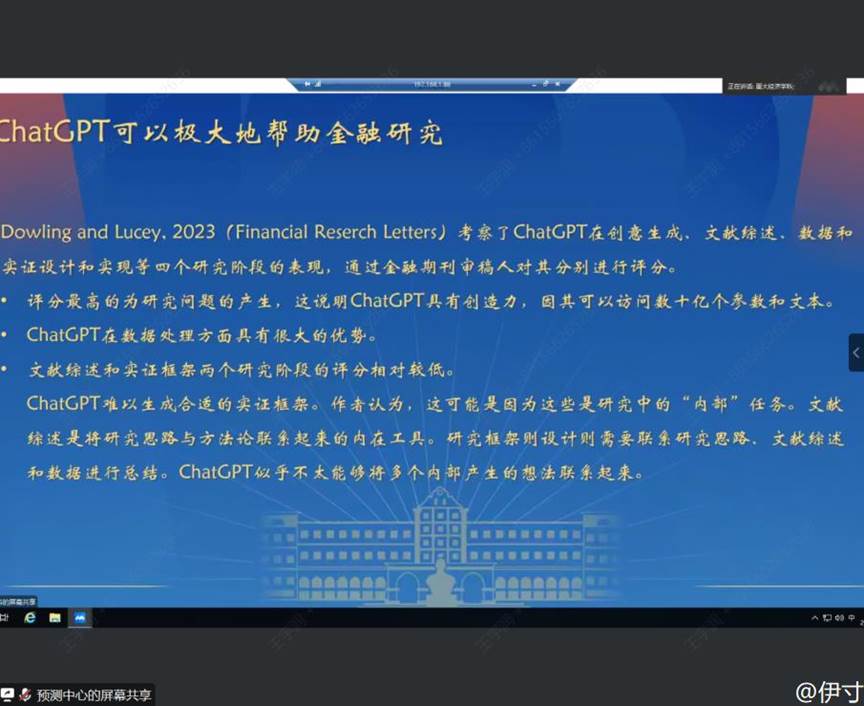 192.168.1.86
正在讲话: 厦大经济学科;
ChatGPT可以极大地帮助金融研究
Dowling and Lucey, 2023（Financial Reserch Letters）考察了ChatGPT在创意生成、文献综述、数据和
实证设计和实现等四个研究阶段的表现，通过金融期刊审稿人对其分别进行评分。
• 评分最高的为研究问题的产生，这说明ChatGPT具有创造力，因其可以访问数十亿个参数和文本。
• ChatGPT在数据处理方面具有很大的优势。
• 文献综述和实证框架两个研究阶段的评分相对较低。
ChatGPT难以生成合适的实证框架。作者认为，这可能是因为这些是研究中的“内部”任务。文献
综述是将研究思路与方法论联系起来的内在工具。研究框架则设计则需要联系研究思路、文献综述
和数据进行总结。ChatGPT似乎不太能够将多个内部产生的想法联系起来。
的屏幕共享
中
预测中心的屏幕共享
@伊寸